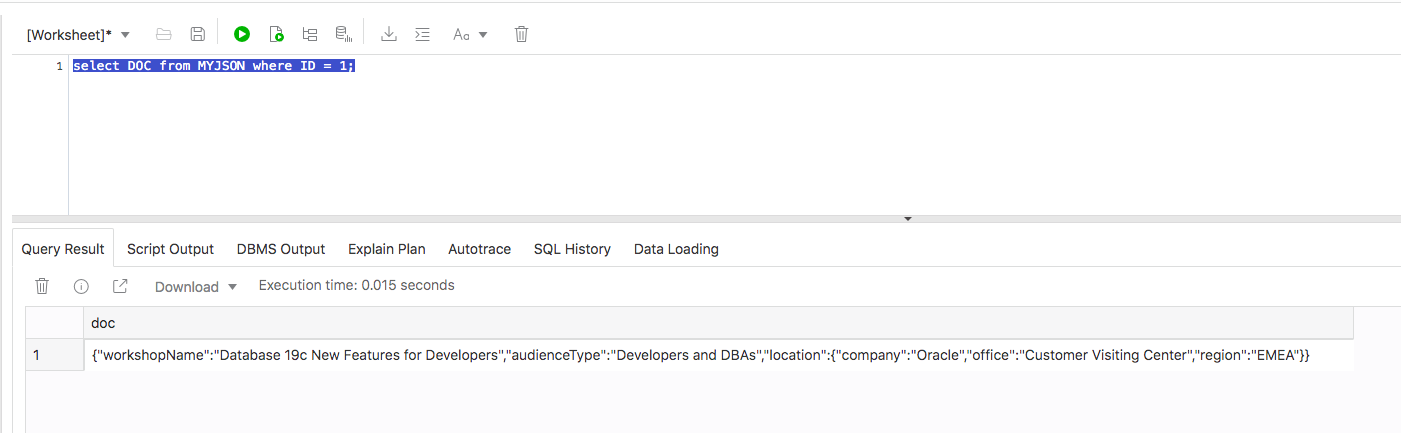 [Worksheet]*
Aa
1 select DOC from MYJSON where ID = 1;
Query Result Script Output DBMS Output Explain Plan Autotrace SQL History Data Loading
Download Execution time: 0.015 seconds
doc
1 {"workshopName":"Database 19c New Features for Developers","audienceType":"Developers and DBAs","location":{"company":"Oracle","office":"Customer Visiting Center","region":"EMEA"}}